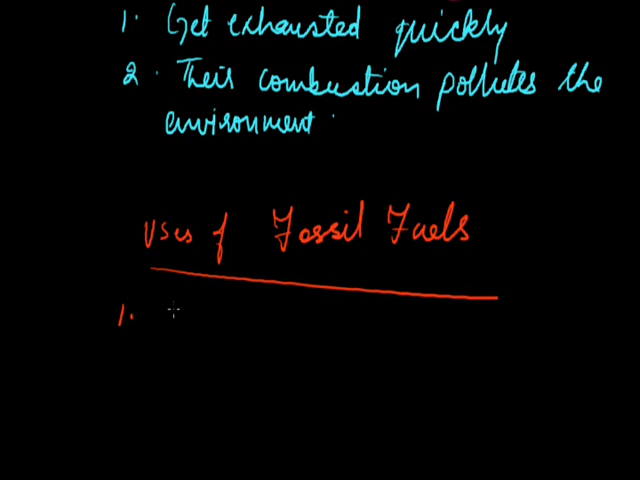 1. Get exhausted quickly
2. Their combustion pollutes the
environment.
Uses of Fossil Fuels
1.